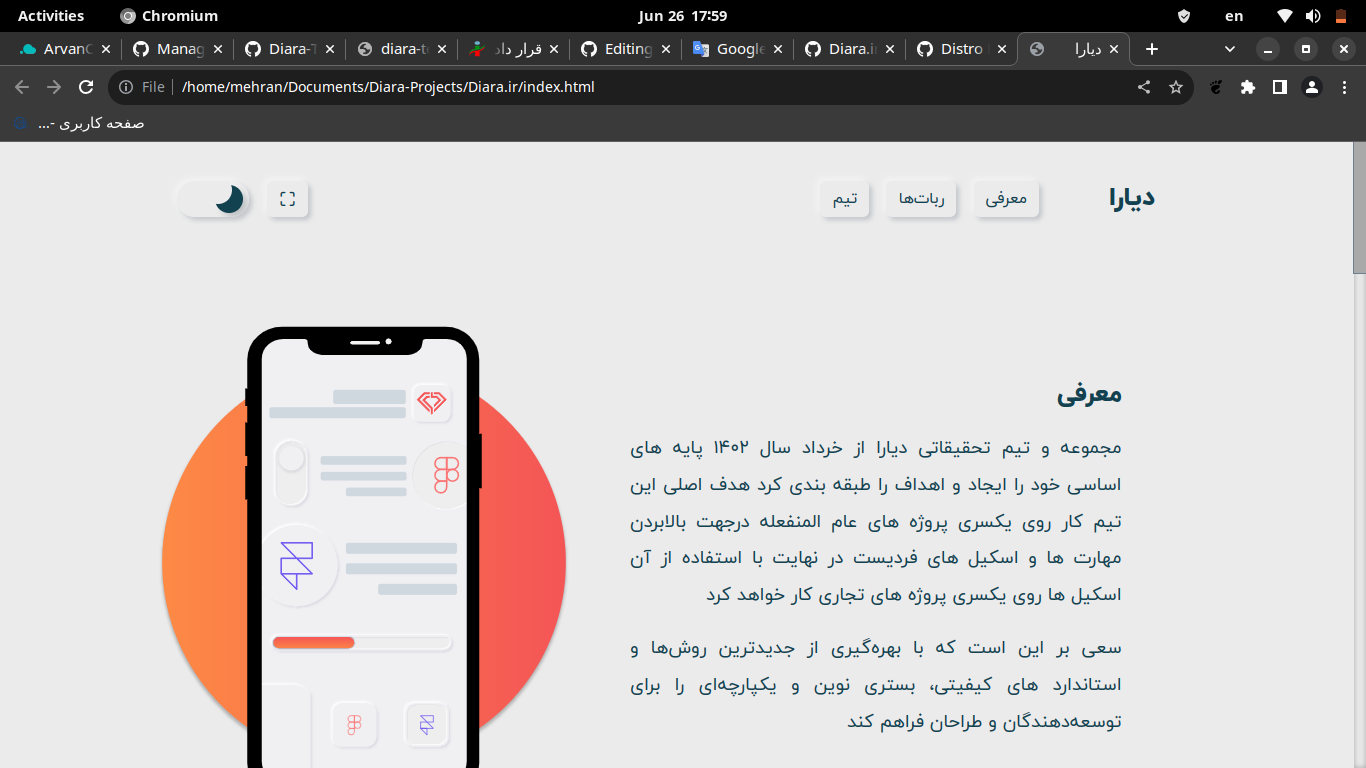 Activities
Chromium
Jun 26 17:59
en
ArvanC
Manag
Diara-T
diara-te
قرار داد
Editing
Google
Diara.i
Distro
دیارا
File
/home/mehran/Documents/Diara-Projects/Diara.ir/index.html
صفحه کاربری -...
دیارا
معرفی
ربات‌ها
تیم
معرفی
مجموعه و تیم تحقیقاتی دیارا از خرداد سال ۱۴۰۲ پایه های
اساسی خود را ایجاد و اهداف را طبقه بندی کرد هدف اصلی این
تیم کار روی یکسری پروژه های عام المنفعله درجهت بالابردن
مهارت ها و اسکیل های فردیست در نهایت با استفاده از آن
اسکیل ها روی یکسری پروژه های تجاری کار خواهد کرد
سعی بر این است که با بهره‌گیری از جدیدترین روش‌ها و
استاندارد های کیفیتی، بستری نوین و یکپارچه‌ای را برای
توسعه‌دهندگان و طراحان فراهم کند